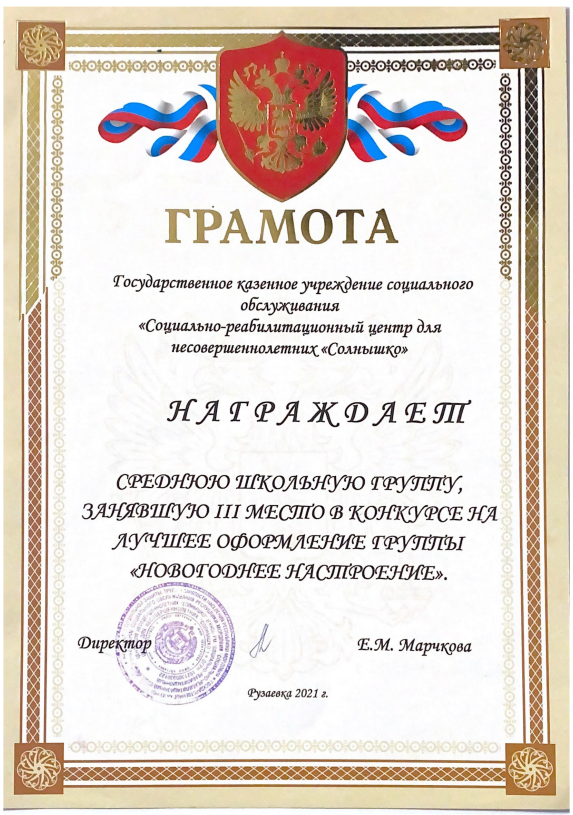 ГРАМОТА
Государственное казенное учреждение социального
обслуживания
«Социально-реабилитационный центр для
несовершеннолетних «Солнышко»
НАГРАЖДАЕТ
СРЕДНЮЮ ШКОЛЬНУЮ ГРУППУ,
ЗАНЯВШУЮ III МЕСТО В КОНКУРСЕ НА
ЛУЧШЕЕ ОФОРМЛЕНИЕ ГРУППЫ
«НОВОГОДНЕЕ НАСТРОЕНИЕ».
Директор Е.М. Марчкова
Рузаевка 2021 г.